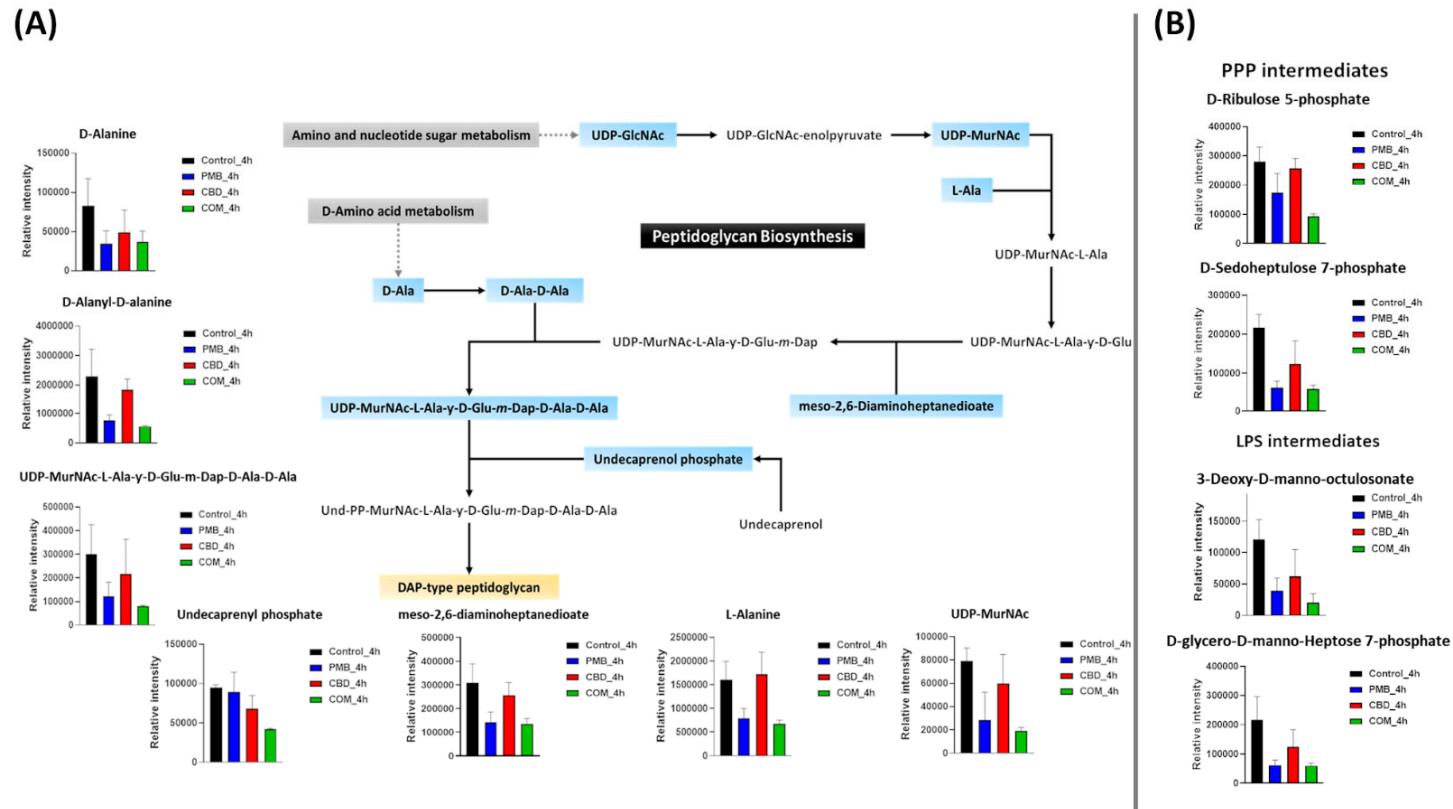 (A)
(B)
Amino and nucleotide sugar metabolism
UDP-GlcNAc
UDP-GlcNAc-enolpyruvate
UDP-MurNAc
L-Ala
D-Amino acid metabolism
Peptidoglycan Biosynthesis
UDP-MurNAc-L-Ala
D-Ala
D-Ala-D-Ala
UDP-MurNAc-L-Ala-y-D-Glu-m-Dap
UDP-MurNAc-L-Ala-y-D-Glu
UDP-MurNAc-L-Ala-y-D-Glu-m-Dap-D-Ala-D-Ala
meso-2,6-Diaminoheptanedioate
Undecaprenol phosphate
Und-PP-MurNAc-L-Ala-y-D-Glu-m-Dap-D-Ala-D-Ala
Undecaprenol
DAP-type peptidoglycan
D-Alanine
Relative intensity
150000
100000
50000
0
Control_4h
PMB_4h
CBD_4h
COM_4h
D-Alanyl-D-alanine
Relative intensity
4000000
3000000
2000000
1000000
0
Control_4h
PMB_4h
CBD_4h
COM_4h
UDP-MurNAc-L-Ala-y-D-Glu-m-Dap-D-Ala-D-Ala
Relative intensity
500000
400000
300000
200000
100000
0
Control_4h
PMB_4h
CBD_4h
COM_4h
Undecaprenyl phosphate
Relative intensity
150000
100000
50000
0
Control_4h
PMB_4h
CBD_4h
COM_4h
meso-2,6-diaminoheptanedioate
Relative intensity
500000
400000
300000
200000
100000
0
Control_4h
PMB_4h
CBD_4h
COM_4h
L-Alanine
Relative intensity
2500000
2000000
1500000
1000000
500000
0
Control_4h
PMB_4h
CBD_4h
COM_4h
UDP-MurNAc
Relative intensity
100000
80000
60000
40000
20000
0
Control_4h
PMB_4h
CBD_4h
COM_4h
PPP intermediates
D-Ribulose 5-phosphate
Relative intensity
400000
300000
200000
100000
0
Control_4h
PMB_4h
CBD_4h
COM_4h
D-Sedoheptulose 7-phosphate
Relative intensity
300000
200000
100000
0
Control_4h
PMB_4h
CBD_4h
COM_4h
LPS intermediates
3-Deoxy-D-manno-octulosonate
Relative intensity
150000
100000
50000
0
Control_4h
PMB_4h
CBD_4h
COM_4h
D-glycero-D-manno-Heptose 7-phosphate
Relative intensity
400000
300000
200000
100000
0
Control_4h
PMB_4h
CBD_4h
COM_4h